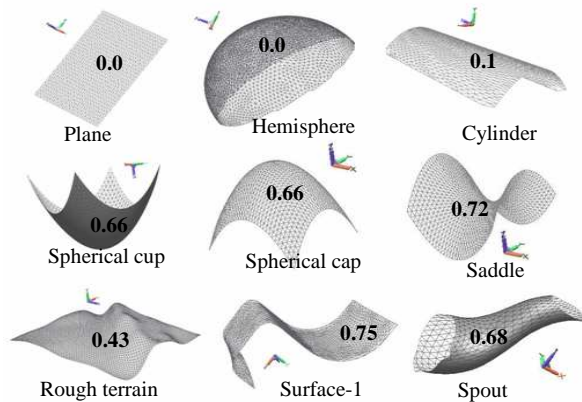 0.0 0.0 0.1
Plane Hemisphere Cylinder
0.66 0.66 0.72
Spherical cup Spherical cap Saddle
0.43 0.75 0.68
Rough terrain Surface-1 Spout